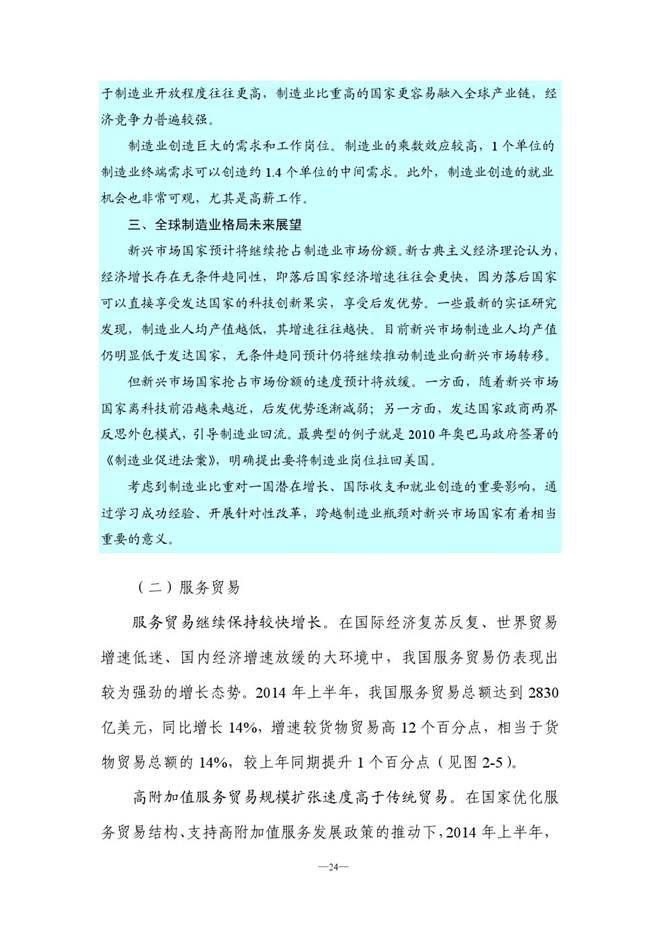 于制造业开放程度往往更高，制造业比重高的国家更容易融入全球产业链，经
济竞争力普遍较强。
制造业创造巨大的需求和工作岗位。制造业的乘数效应较高，1 个单位的
制造业终端需求可以创造约 1.4 个单位的中间需求。此外，制造业创造的就业
机会也非常可观，尤其是高薪工作。
三、全球制造业格局未来展望
新兴市场国家预计将继续抢占制造业市场份额。新古典主义经济理论认为，
经济增长存在无条件趋同性，即落后国家经济增速往往会更快，因为落后国家
可以直接享受发达国家的科技创新果实，享受后发优势。一些最新的实证研究
发现，制造业人均产值越低，其增速往往越快。目前新兴市场制造业人均产值
仍明显低于发达国家，无条件趋同预计仍将继续推动制造业向新兴市场转移。
但新兴市场国家抢占市场份额的速度预计将放缓。一方面，随着新兴市场
国家离科技前沿越来越近，后发优势逐渐减弱；另一方面，发达国家政商两界
反思外包模式，引导制造业回流。最典型的例子就是 2010 年奥巴马政府签署的
《制造业促进法案》，明确提出要将制造业岗位拉回美国。
考虑到制造业比重对一国潜在增长、国际收支和就业创造的重要影响，通
过学习成功经验、开展针对性改革，跨越制造业瓶颈对新兴市场国家有着相当
重要的意义。
（二）服务贸易
服务贸易继续保持较快增长。在国际经济复苏反复、世界贸易
增速低迷、国内经济增速放缓的大环境中，我国服务贸易仍表现出
较为强劲的增长态势。2014 年上半年，我国服务贸易总额达到 2830
亿美元，同比增长 14%，增速较货物贸易高 12 个百分点，相当于货
物贸易总额的 14%，较上年同期提升 1 个百分点（见图 2-5）。
高附加值服务贸易规模扩张速度高于传统贸易。在国家优化服
务贸易结构、支持高附加值服务发展政策的推动下，2014 年上半年，
—24—